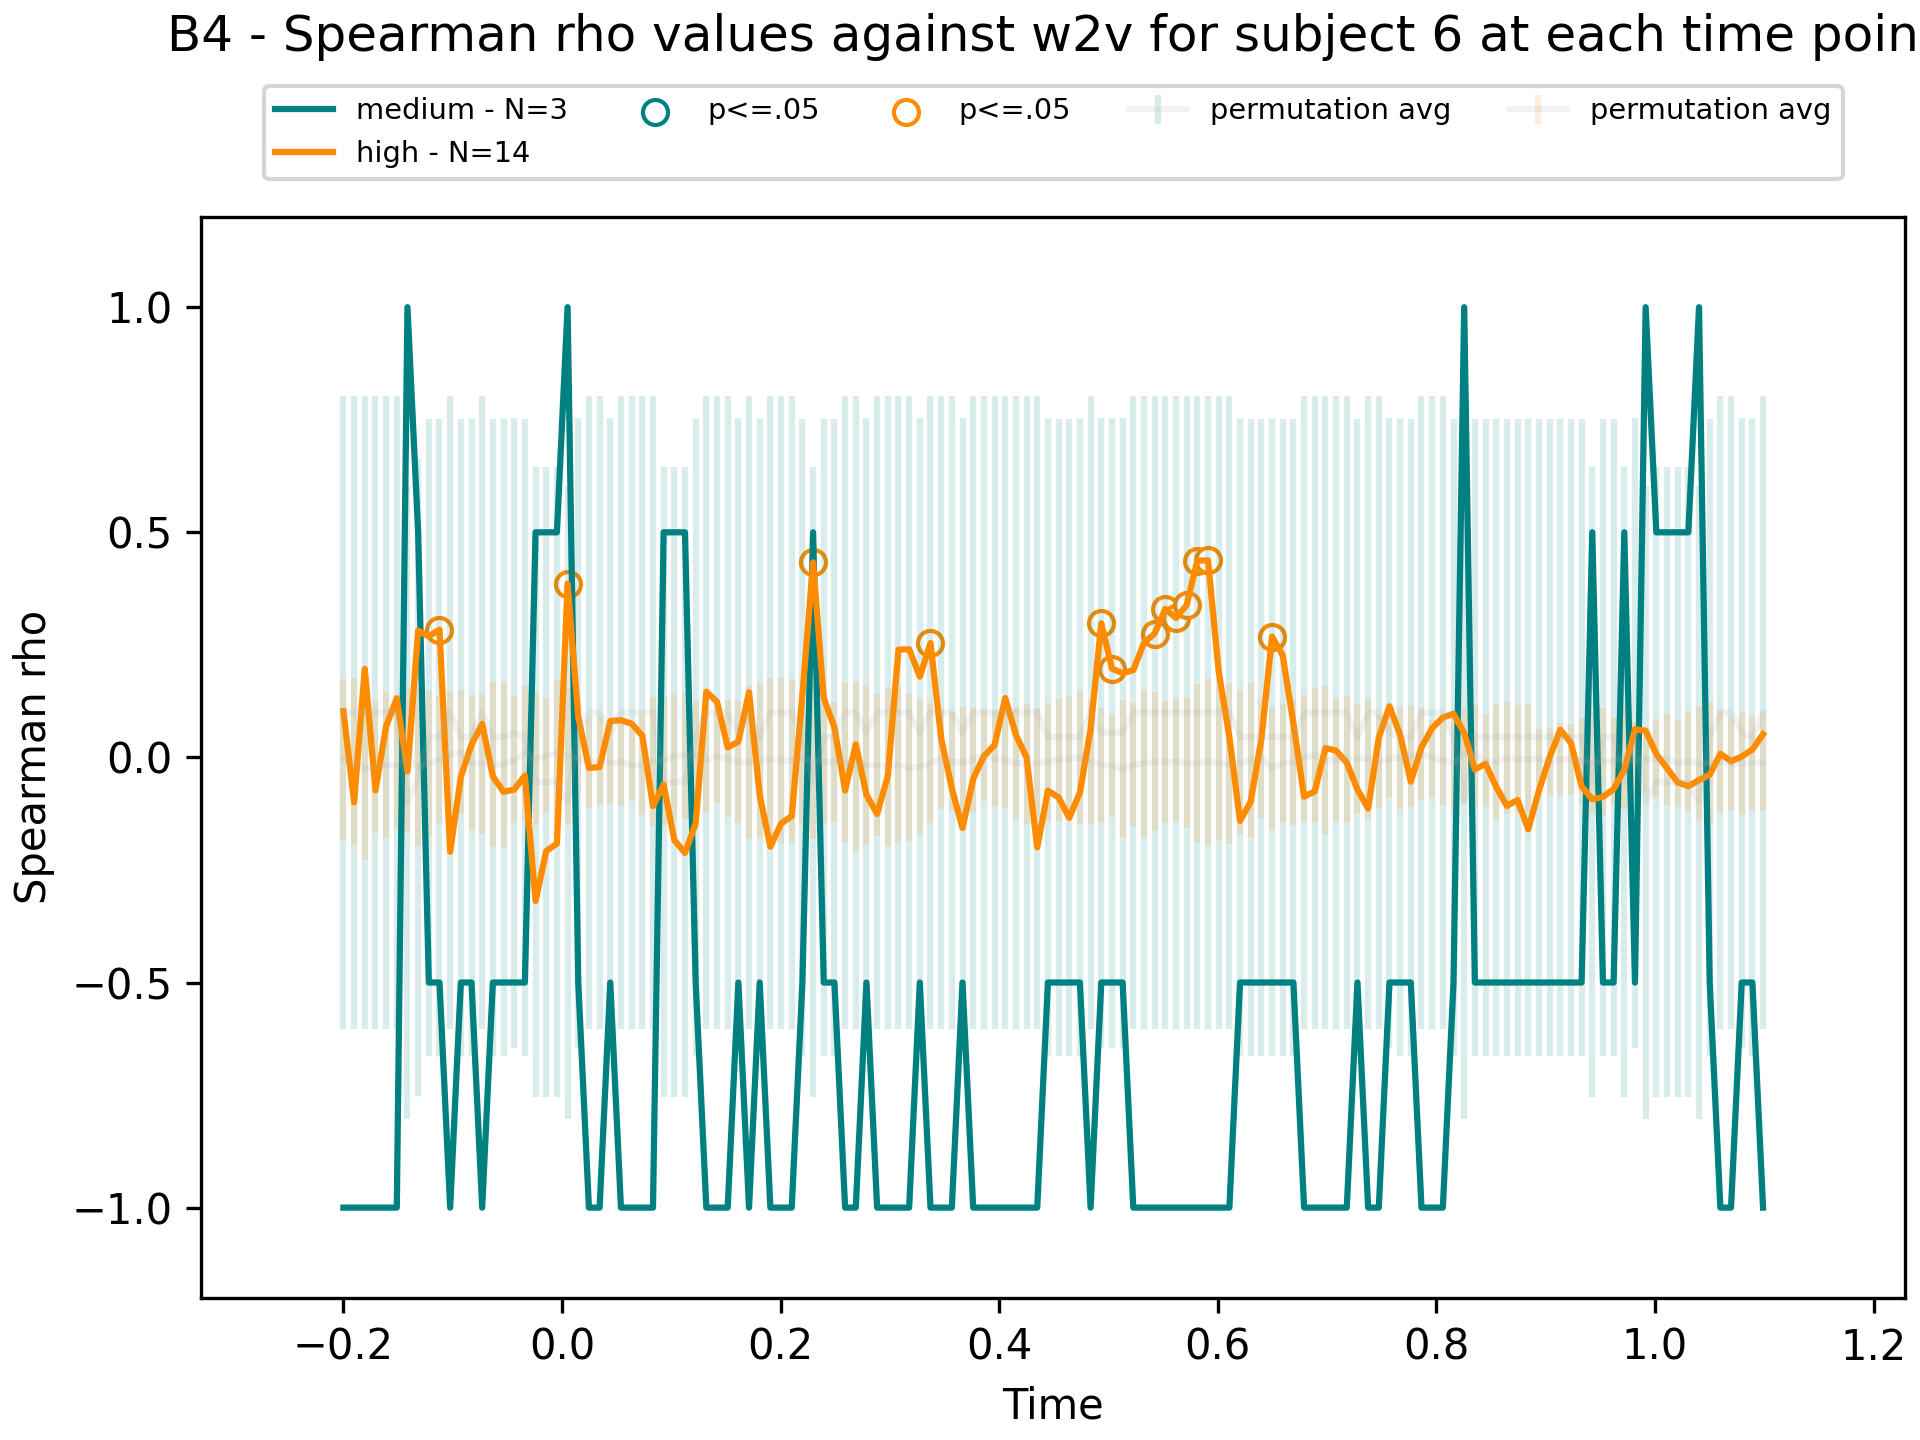 B4 - Spearman rho values against w2v for subject 6 at each time poin
medium - N=3
high - N=14
p<=.05
p<=.05
permutation avg
permutation avg
Spearman rho
1.0
0.5
0.0
−0.5
−1.0
−0.2 0.0 0.2 0.4 0.6 0.8 1.0 1.2
Time